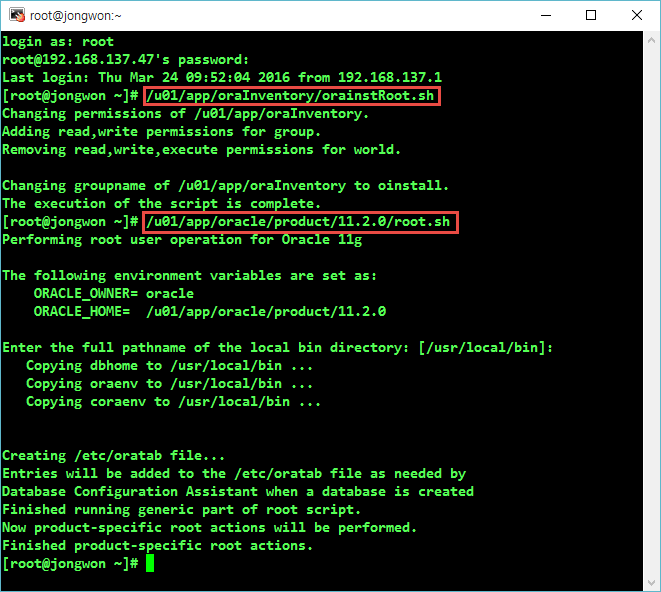 root@jongwon:~
login as: root
root@192.168.137.47's password:
Last login: Thu Mar 24 09:52:04 2016 from 192.168.137.1
[root@jongwon ~]# /u01/app/oraInventory/orainstRoot.sh
Changing permissions of /u01/app/oraInventory.
Adding read,write permissions for group.
Removing read,write,execute permissions for world.
Changing groupname of /u01/app/oraInventory to oinstall.
The execution of the script is complete.
[root@jongwon ~]# /u01/app/oracle/product/11.2.0/root.sh
Performing root user operation for Oracle 11g
The following environment variables are set as:
    ORACLE_OWNER= oracle
    ORACLE_HOME=  /u01/app/oracle/product/11.2.0
Enter the full pathname of the local bin directory: [/usr/local/bin]:
   Copying dbhome to /usr/local/bin ...
   Copying oraenv to /usr/local/bin ...
   Copying coraenv to /usr/local/bin ...
Creating /etc/oratab file...
Entries will be added to the /etc/oratab file as needed by
Database Configuration Assistant when a database is created
Finished running generic part of root script.
Now product-specific root actions will be performed.
Finished product-specific root actions.
[root@jongwon ~]#